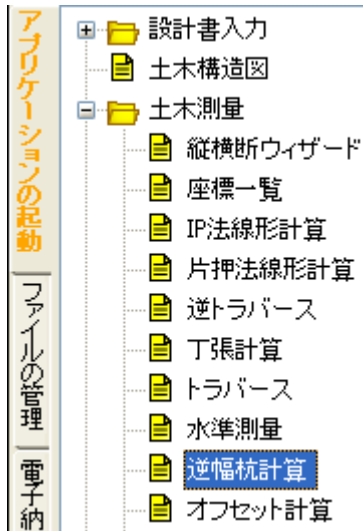 アプリケーションの起動
ファイルの管理
電子納
設計書入力
土木構造図
土木測量
縦横断ウィザード
座標一覧
IP法線形計算
片押法線形計算
逆トラバース
丁張計算
トラバース
水準測量
逆幅杭計算
オフセット計算